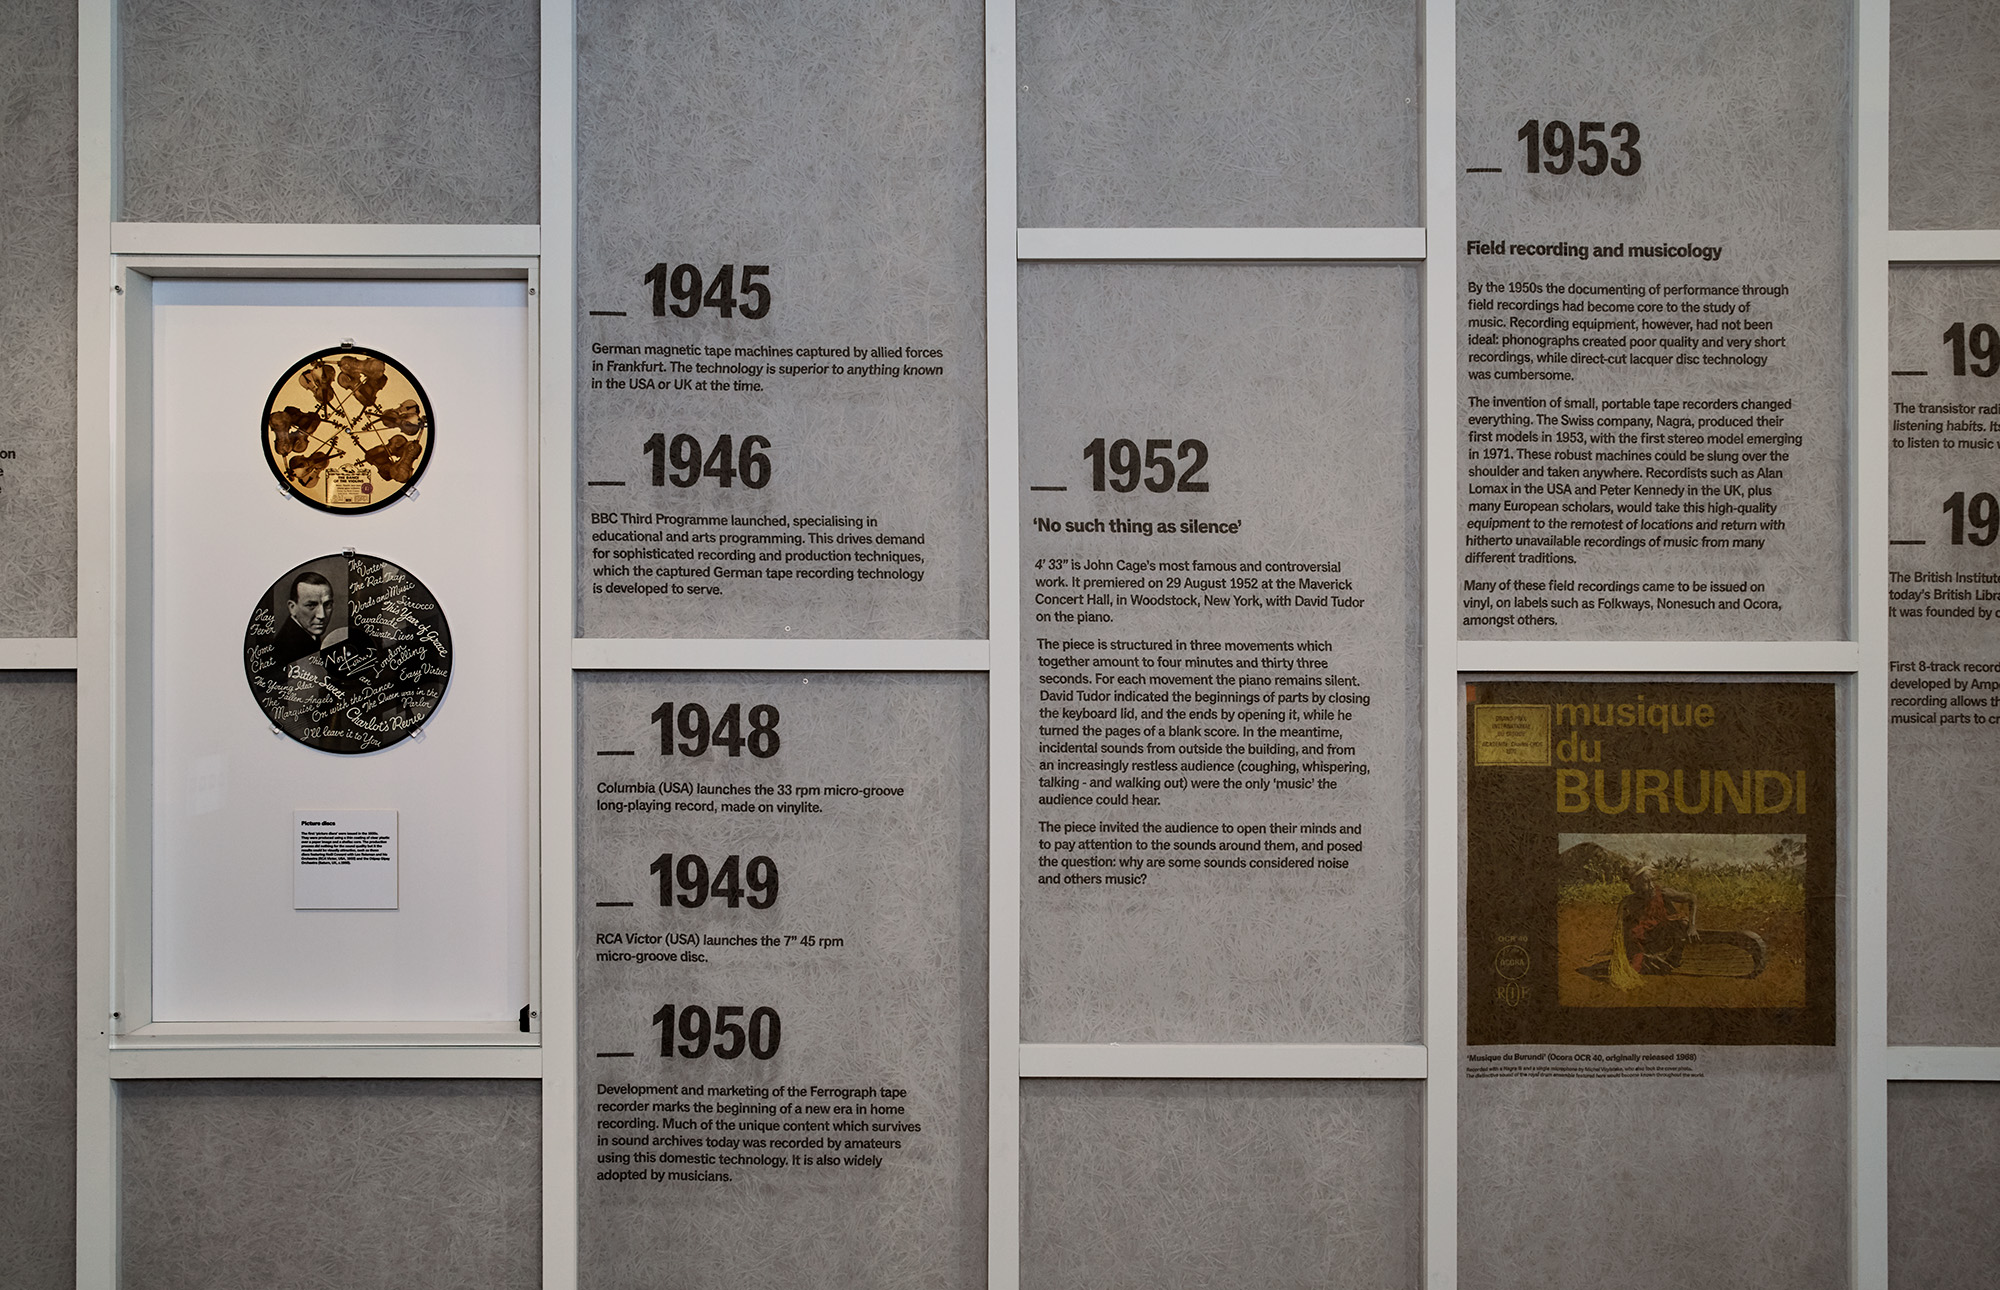 on
THE DANCE
OF THE VIOLINS
The Vortex
The Rat Trap
Words and Music
Sirrocco
This Year of Grace
Cavalcade
Private Lives
Hay
Fever
Home
Chat
This
London
Calling
'Bitter Sweet
Easy Virtue
The Young Idea
Fallen Angels
The
Marquise
On with the Dance
The Queen was in the
Parlor
Charlot's Revue
I'll leave it to You
Picture discs
_ 1945
German magnetic tape machines captured by allied forces
in Frankfurt. The technology is superior to anything known
in the USA or UK at the time.
_ 1946
BBC Third Programme launched, specialising in
educational and arts programming. This drives demand
for sophisticated recording and production techniques,
which the captured German tape recording technology
is developed to serve.
_ 1948
Columbia (USA) launches the 33 rpm micro-groove
long-playing record, made on vinylite.
_ 1949
RCA Victor (USA) launches the 7” 45 rpm
micro-groove disc.
_ 1950
Development and marketing of the Ferrograph tape
recorder marks the beginning of a new era in home
recording. Much of the unique content which survives
in sound archives today was recorded by amateurs
using this domestic technology. It is also widely
adopted by musicians.
_ 1952
‘No such thing as silence’
4’ 33” is John Cage's most famous and controversial
work. It premiered on 29 August 1952 at the Maverick
Concert Hall, in Woodstock, New York, with David Tudor
on the piano.
The piece is structured in three movements which
together amount to four minutes and thirty three
seconds. For each movement the piano remains silent.
David Tudor indicated the beginnings of parts by closing
the keyboard lid, and the ends by opening it, while he
turned the pages of a blank score. In the meantime,
incidental sounds from outside the building, and from
an increasingly restless audience (coughing, whispering,
talking - and walking out) were the only ‘music’ the
audience could hear.
The piece invited the audience to open their minds and
to pay attention to the sounds around them, and posed
the question: why are some sounds considered noise
and others music?
_ 1953
Field recording and musicology
By the 1950s the documenting of performance through
field recordings had become core to the study of
music. Recording equipment, however, had not been
ideal: phonographs created poor quality and very short
recordings, while direct-cut lacquer disc technology
was cumbersome.
The invention of small, portable tape recorders changed
everything. The Swiss company, Nagra, produced their
first models in 1953, with the first stereo model emerging
in 1971. These robust machines could be slung over the
shoulder and taken anywhere. Recordists such as Alan
Lomax in the USA and Peter Kennedy in the UK, plus
many European scholars, would take this high-quality
equipment to the remotest of locations and return with
hitherto unavailable recordings of music from many
different traditions.
Many of these field recordings came to be issued on
vinyl, on labels such as Folkways, Nonesuch and Ocora,
amongst others.
GRAND PRIX
INTERNATIONAL
DU DISQUE
musique
du
BURUNDI
OCR 40
OCORA
‘Musique du Burundi’ (Ocora OCR 40, originally released 1968)
_ 19
The transistor radi
listening habits. Its
to listen to music
_ 19
The British Institute
today's British Libra
It was founded by
First 8-track record
developed by Amp
recording allows th
musical parts to cr